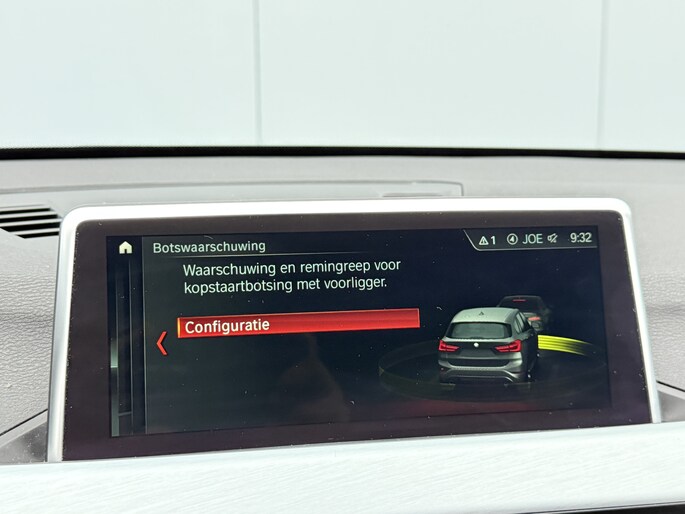 Botswaarschuwing
1 4 JOE 9:32
Waarschuwing en remingreep voor
kopstaartbotsing met voorligger.
Configuratie